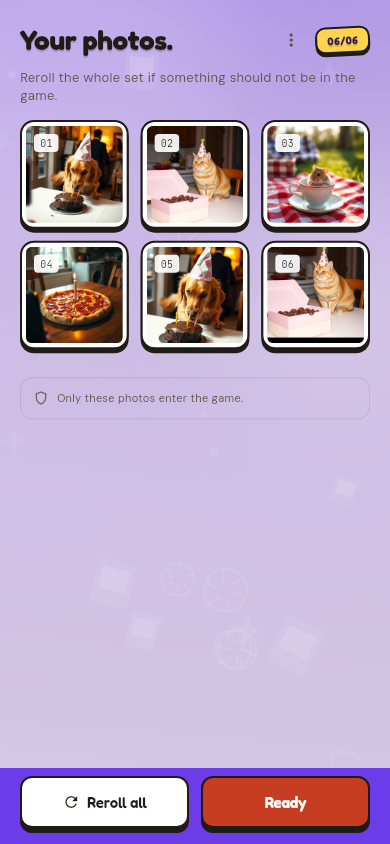 Your photos.
06/06
Reroll the whole set if something should not be in the
game.
01
02
03
04
05
06
Only these photos enter the game.
Reroll all
Ready